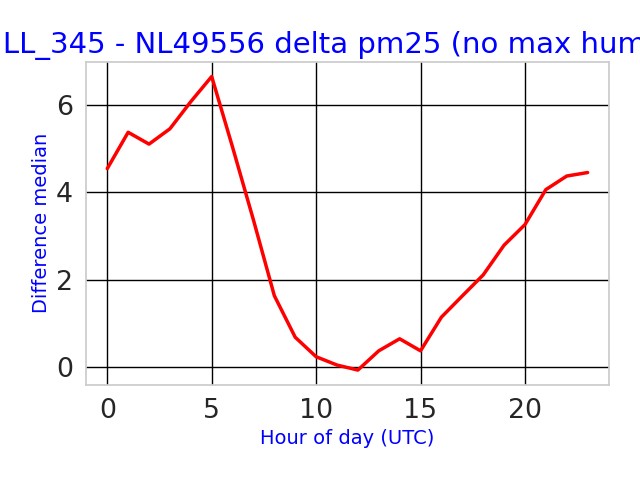 LL_345 - NL49556 delta pm25 (no max hum
6
4
2
0
Difference median
0 5 10 15 20
Hour of day (UTC)